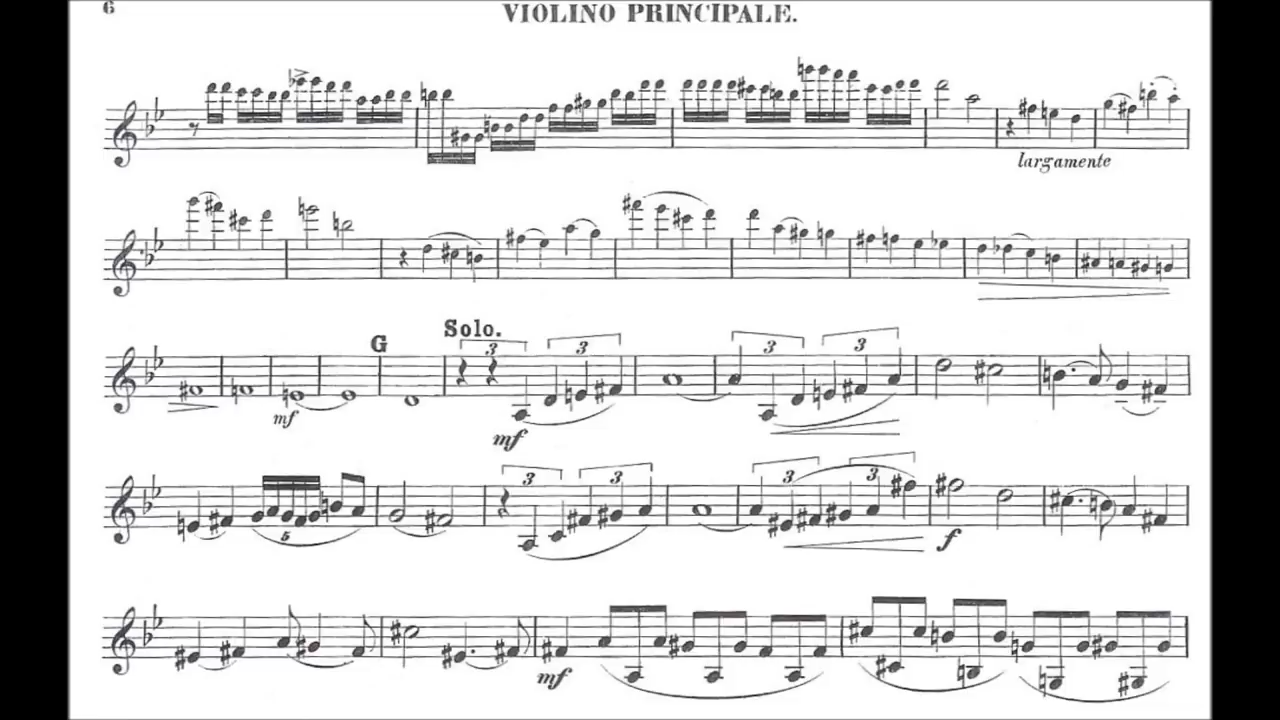 6
VIOLINO PRINCIPALE.
largamente
G
Solo.
3 3 3 3
mf
mf
3 3 3 3
5
f
mf